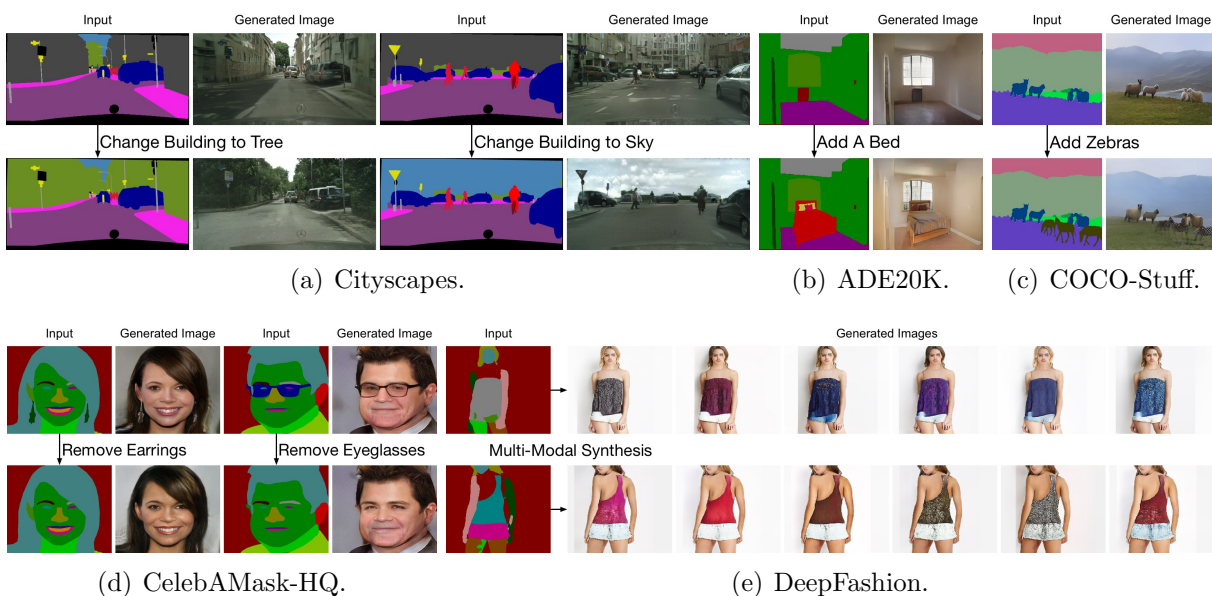 Input Generated Image Input Generated Image Input Generated Image Input Generated Image
Change Building to Tree Change Building to Sky Add A Bed Add Zebras
(a) Cityscapes. (b) ADE20K. (c) COCO-Stuff.
Input Generated Image Input Generated Image Input Generated Images
Remove Earrings Remove Eyeglasses Multi-Modal Synthesis
(d) CelebAMask-HQ. (e) DeepFashion.